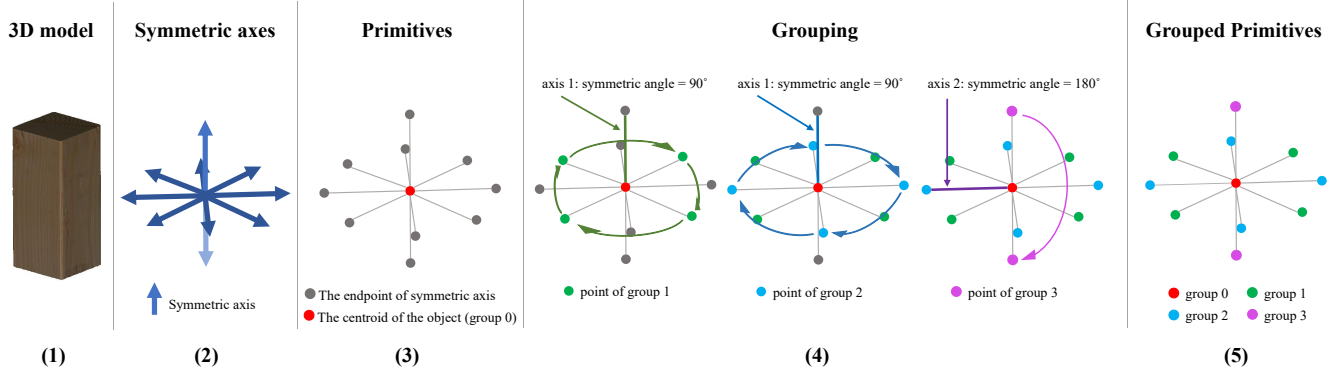 3D model
Symmetric axes
Primitives
Grouping
Grouped Primitives
axis 1: symmetric angle = 90˚
axis 1: symmetric angle = 90˚
axis 2: symmetric angle = 180˚
Symmetric axis
The endpoint of symmetric axis
The centroid of the object (group 0)
point of group 1
point of group 2
point of group 3
group 0
group 1
group 2
group 3
(1)
(2)
(3)
(4)
(5)